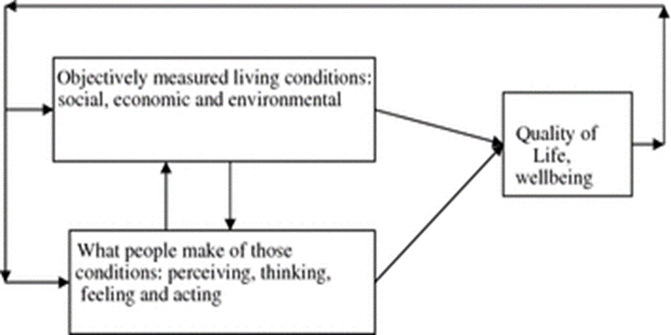 Objectively measured living conditions:
social, economic and environmental
Quality of
Life,
wellbeing
What people make of those
conditions: perceiving, thinking,
feeling and acting